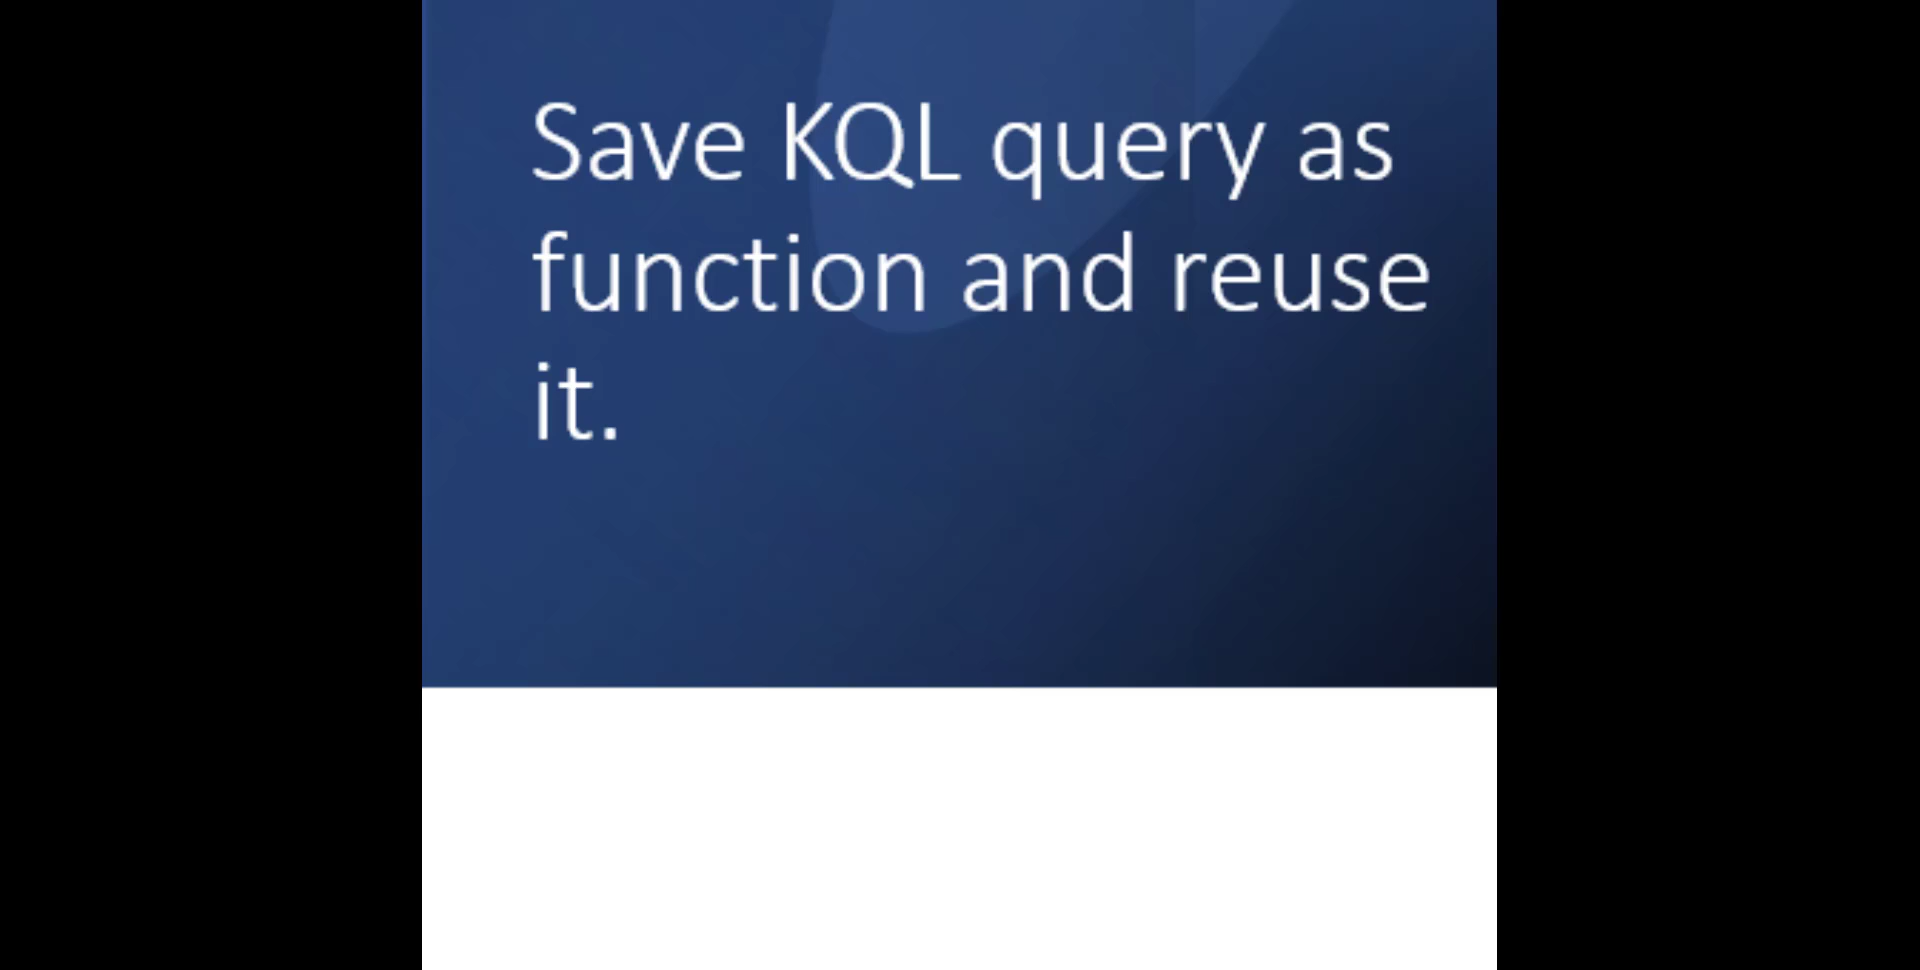 Save KQL query as
function and reuse
it.